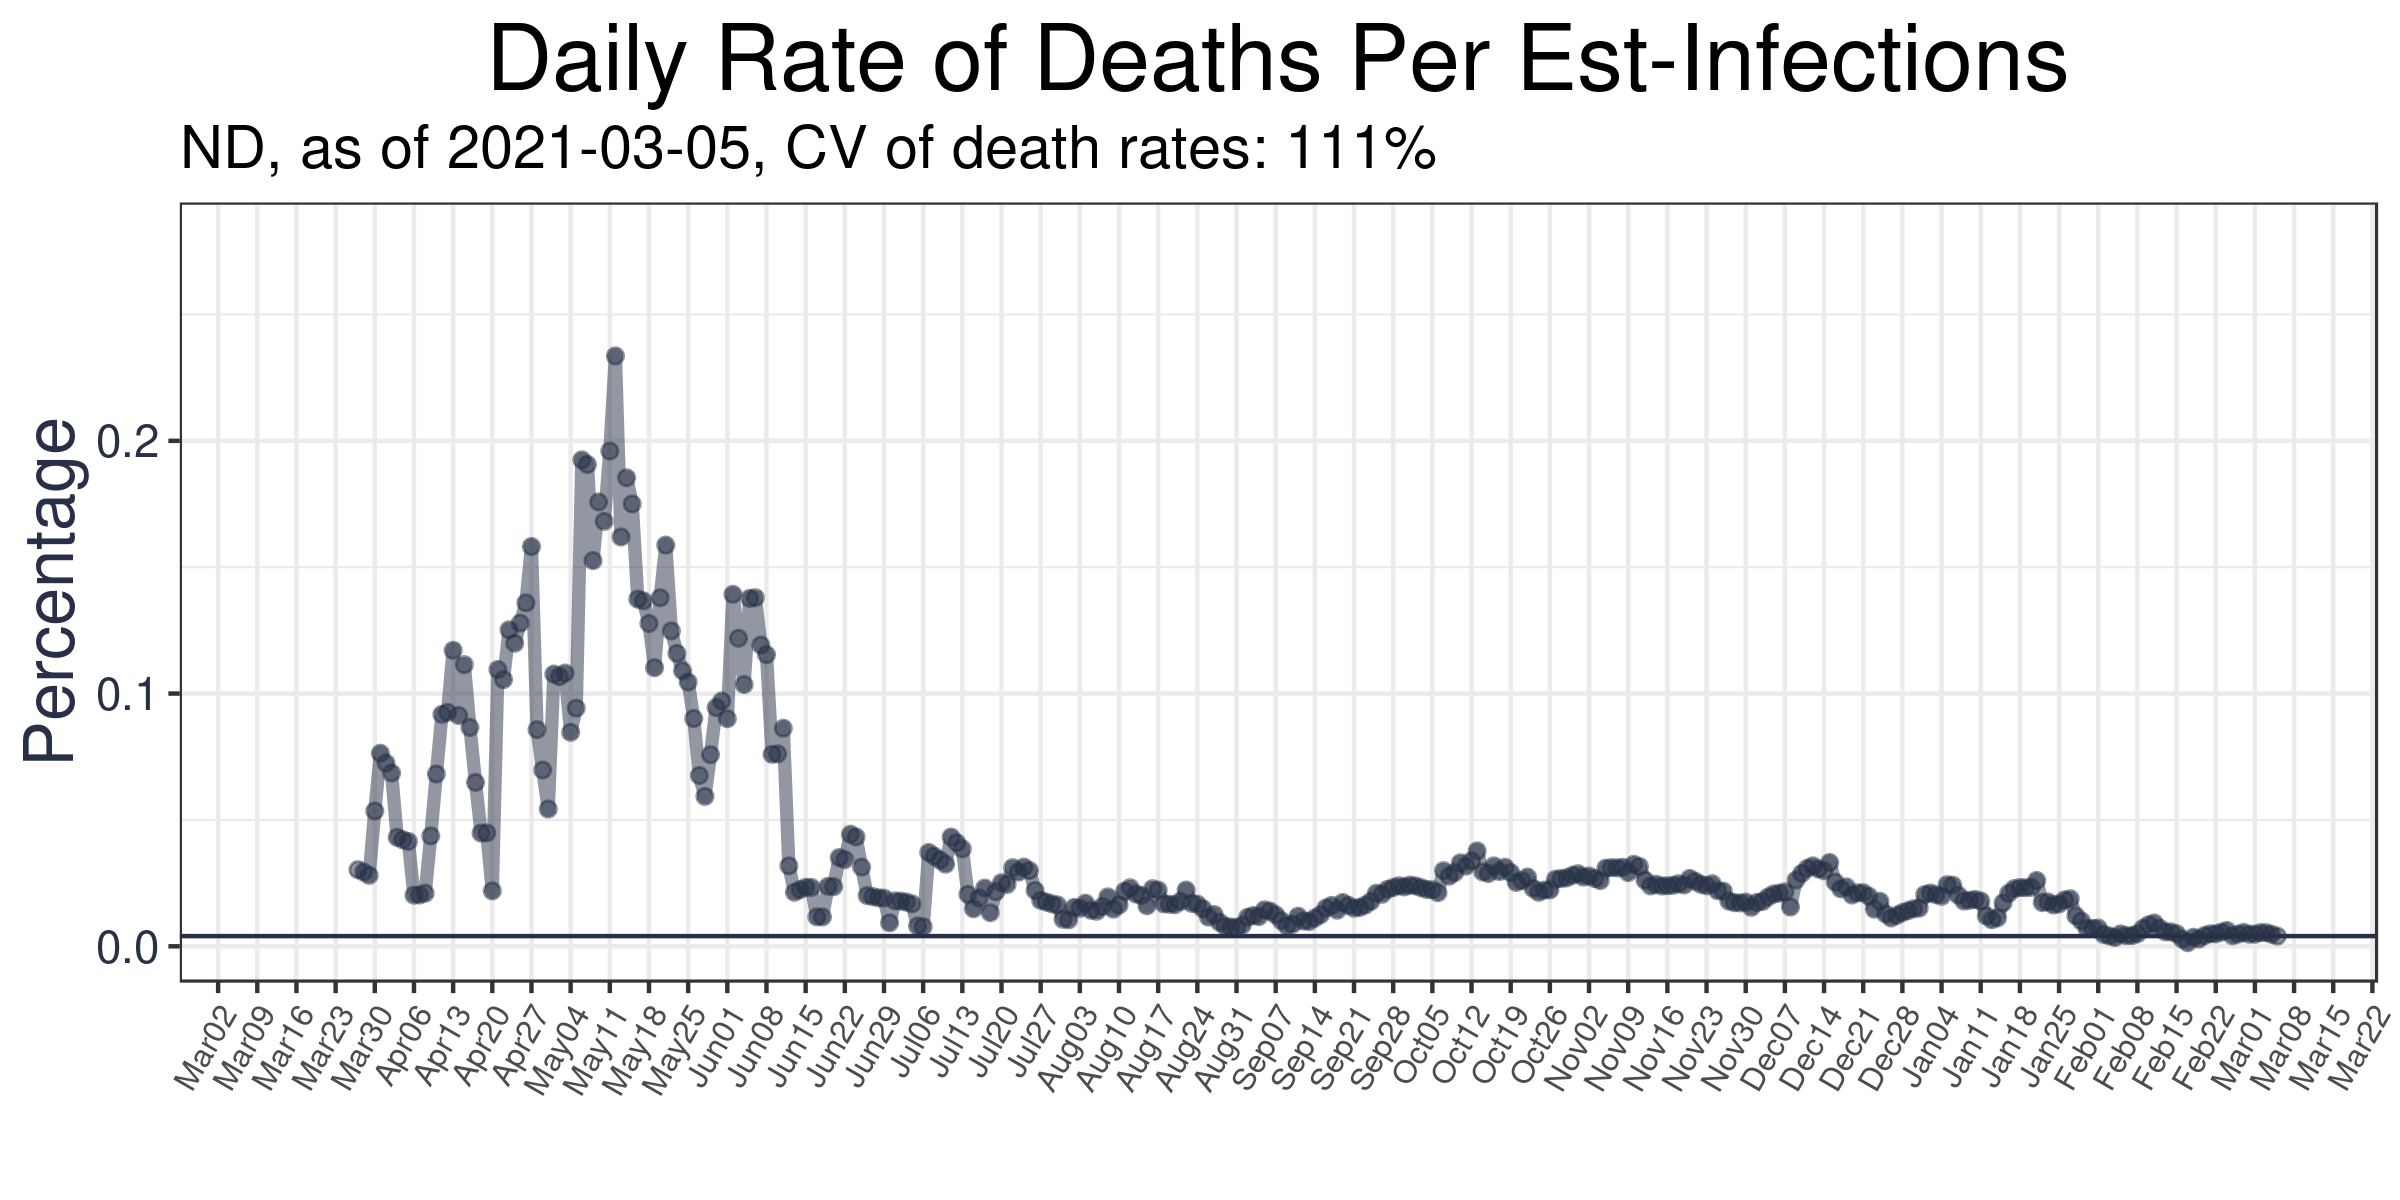 Daily Rate of Deaths Per Est-Infections
ND, as of 2021-03-05, CV of death rates: 111%
Percentage
0.2
0.1
0.0
Mar02
Mar09
Mar16
Mar23
Mar30
Apr06
Apr13
Apr20
Apr27
May04
May11
May18
May25
Jun01
Jun08
Jun15
Jun22
Jun29
Jul06
Jul13
Jul20
Jul27
Aug03
Aug10
Aug17
Aug24
Aug31
Sep07
Sep14
Sep21
Sep28
Oct05
Oct12
Oct19
Oct26
Nov02
Nov09
Nov16
Nov23
Nov30
Dec07
Dec14
Dec21
Dec28
Jan04
Jan11
Jan18
Jan25
Feb01
Feb08
Feb15
Feb22
Mar01
Mar08
Mar15
Mar22